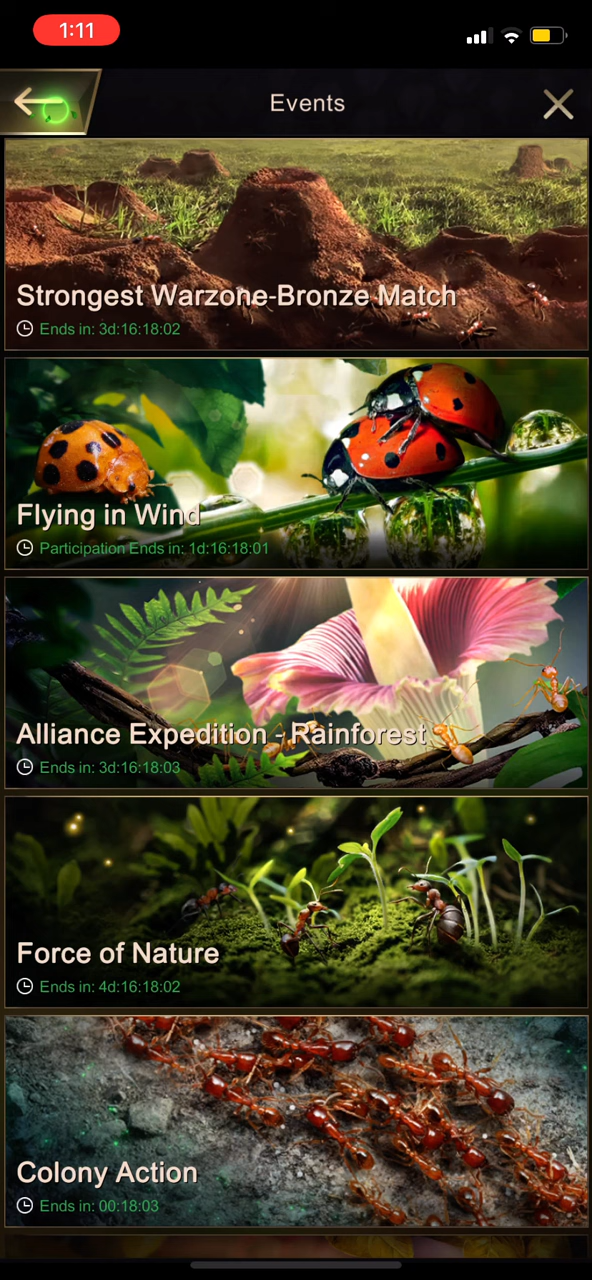 1:11
Events
Strongest Warzone-Bronze Match
Ends in: 3d:16:18:02
Flying in Wind
Participation Ends in: 1d:16:18:01
Alliance Expedition - Rainforest
Ends in: 3d:16:18:03
Force of Nature
Ends in: 4d:16:18:02
Colony Action
Ends in: 00:18:03